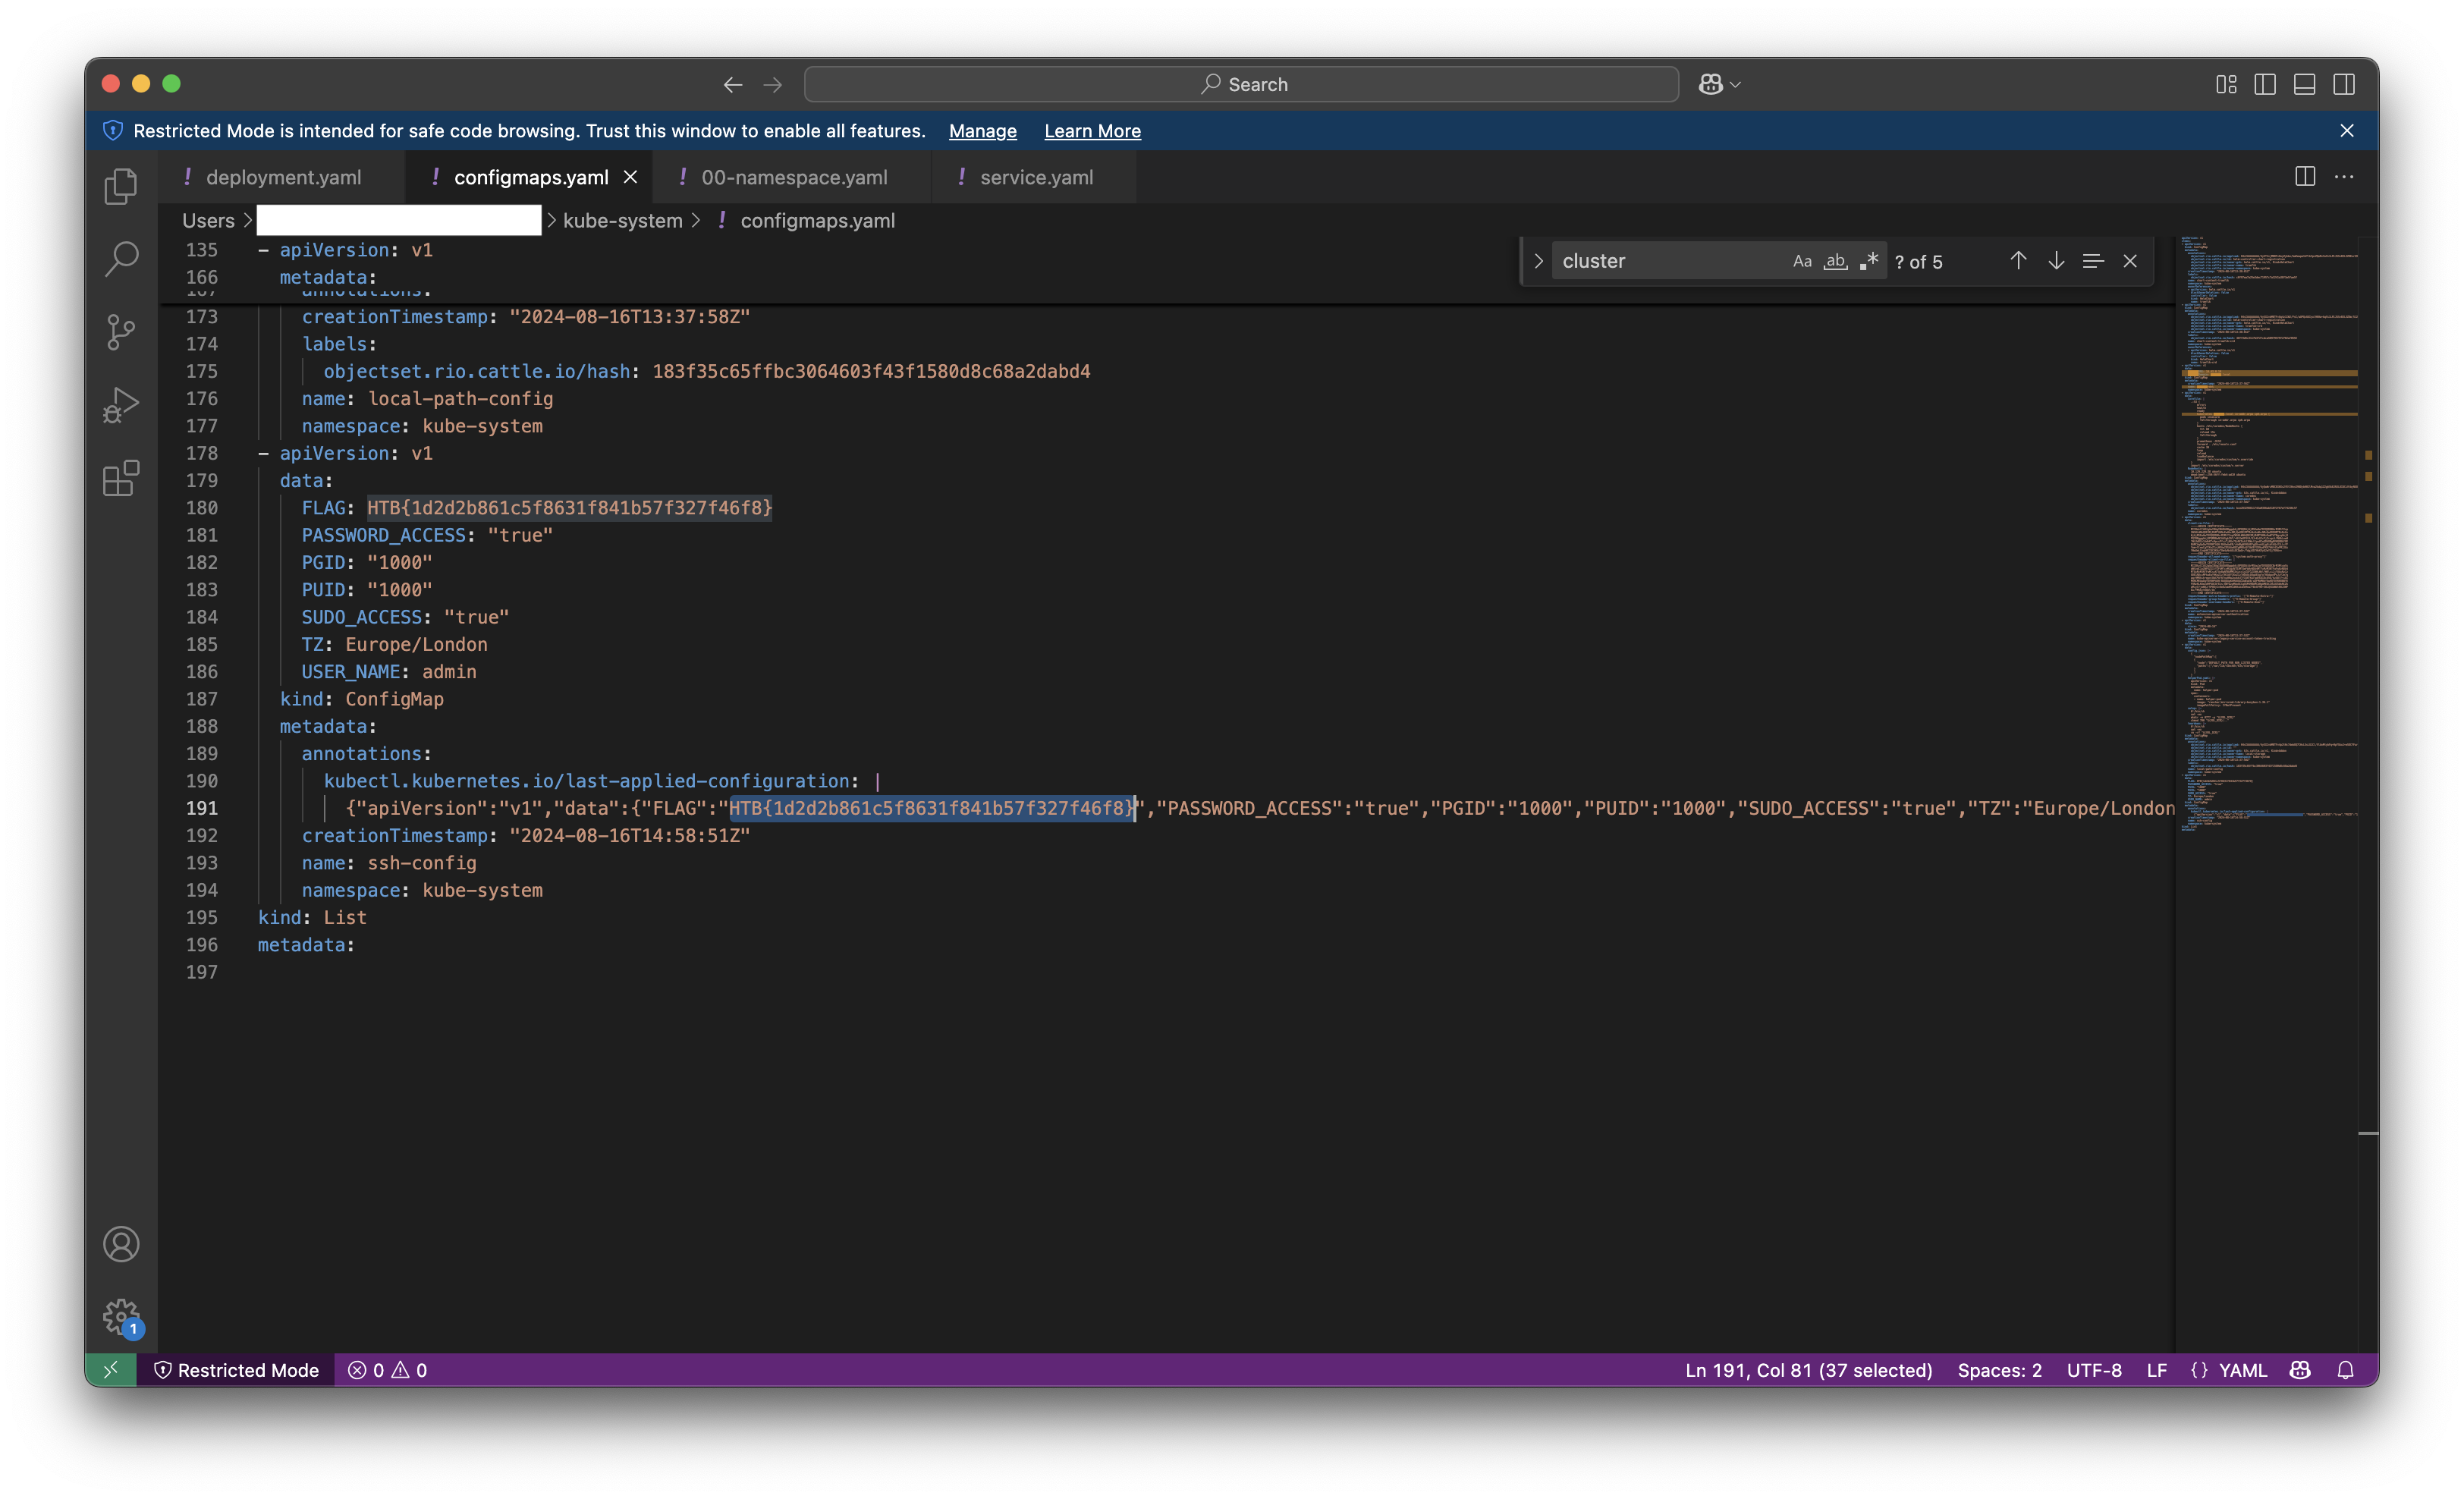 Search
Restricted Mode is intended for safe code browsing. Trust this window to enable all features. Manage Learn More
! deployment.yaml ! configmaps.yaml ! 00-namespace.yaml ! service.yaml
Users > > kube-system > ! configmaps.yaml
cluster Aa ab .* ? of 5
135 - apiVersion: v1
166 metadata:
167 annotations:
173 creationTimestamp: "2024-08-16T13:37:58Z"
174 labels:
175 objectset.rio.cattle.io/hash: 183f35c65ffbc3064603f43f1580d8c68a2dabd4
176 name: local-path-config
177 namespace: kube-system
178 - apiVersion: v1
179 data:
180 FLAG: HTB{1d2d2b861c5f8631f841b57f327f46f8}
181 PASSWORD_ACCESS: "true"
182 PGID: "1000"
183 PUID: "1000"
184 SUDO_ACCESS: "true"
185 TZ: Europe/London
186 USER_NAME: admin
187 kind: ConfigMap
188 metadata:
189 annotations:
190 kubectl.kubernetes.io/last-applied-configuration: |
191 {"apiVersion":"v1","data":{"FLAG":"HTB{1d2d2b861c5f8631f841b57f327f46f8}","PASSWORD_ACCESS":"true","PGID":"1000","PUID":"1000","SUDO_ACCESS":"true","TZ":"Europe/London
192 creationTimestamp: "2024-08-16T14:58:51Z"
193 name: ssh-config
194 namespace: kube-system
195 kind: List
196 metadata:
197
1
Restricted Mode 0 0 Ln 191, Col 81 (37 selected) Spaces: 2 UTF-8 LF {} YAML